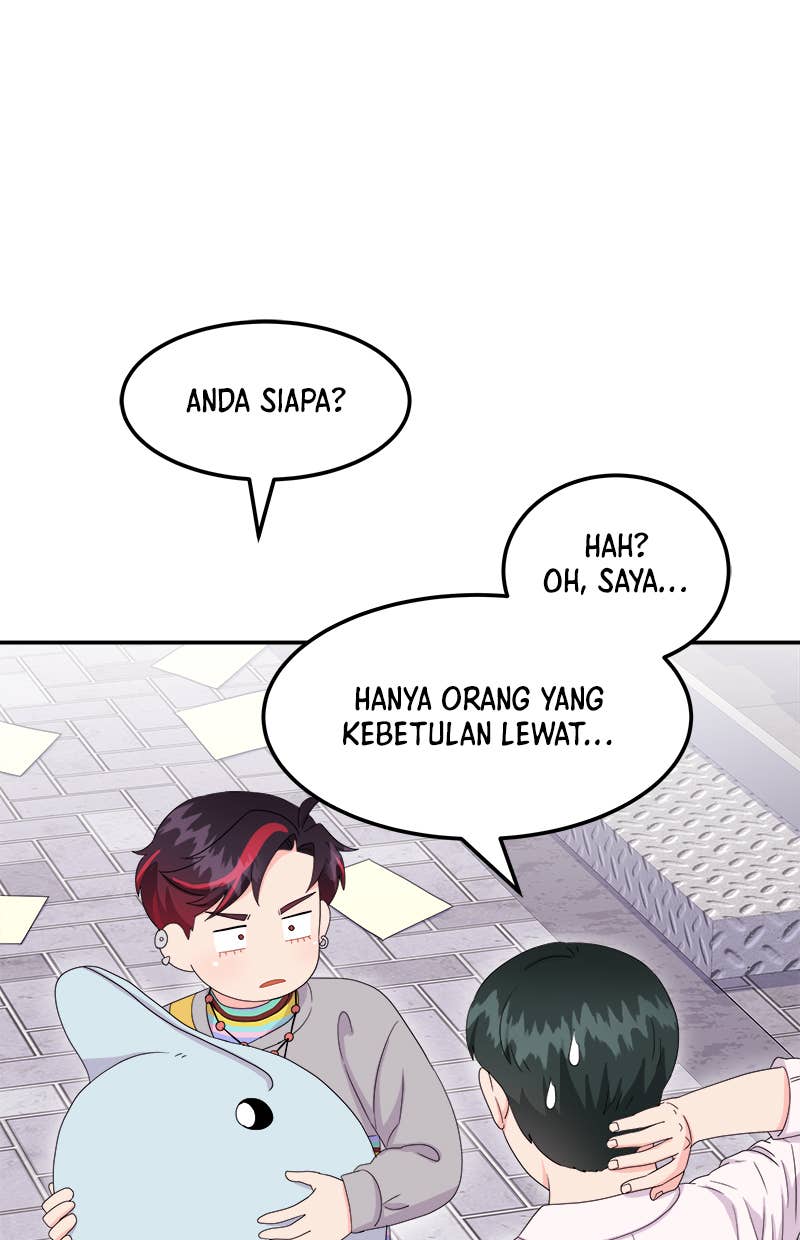 ANDA SIAPA?
HAH?
OH, SAYA...
HANYA ORANG YANG
KEBETULAN LEWAT...